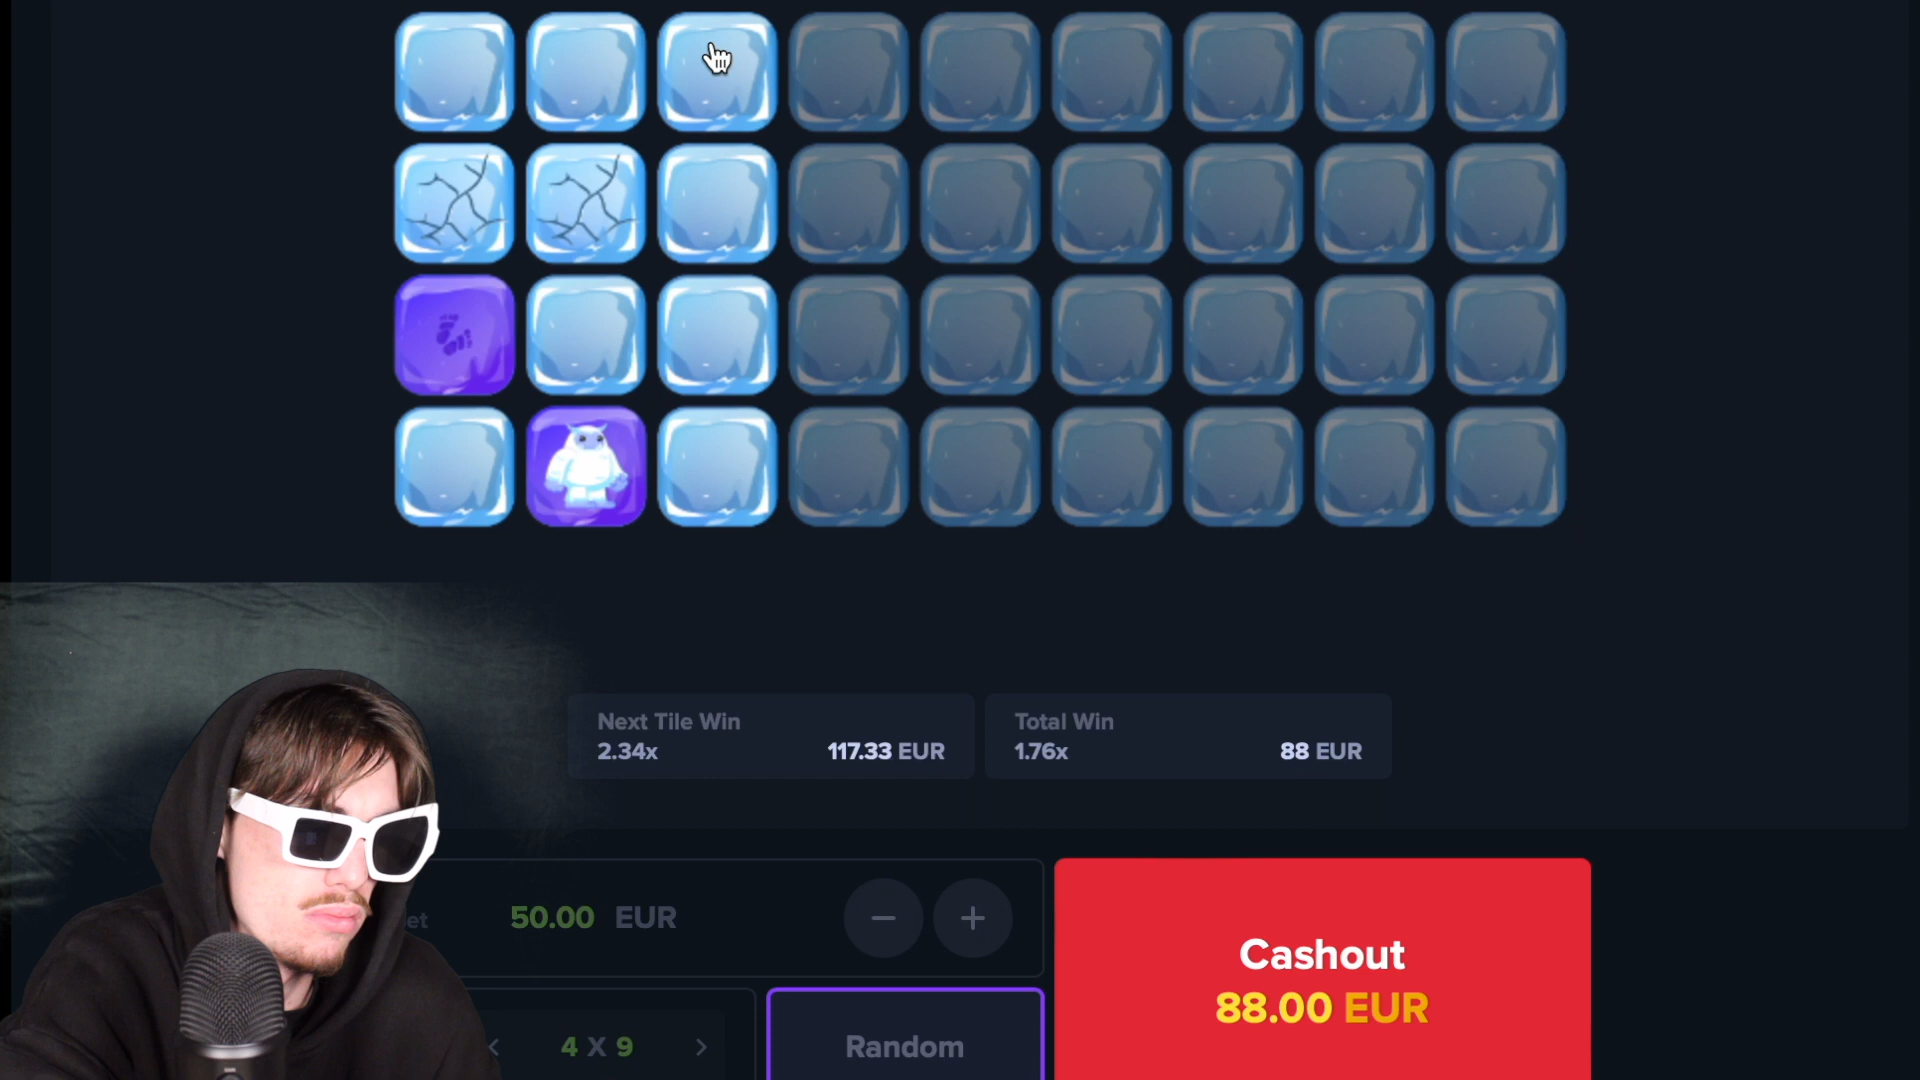 Next Tile Win
2.34x 117.33 EUR
Total Win
1.76x 88 EUR
et 50.00 EUR
− +
Cashout
88.00 EUR
< 4 X 9 >
Random